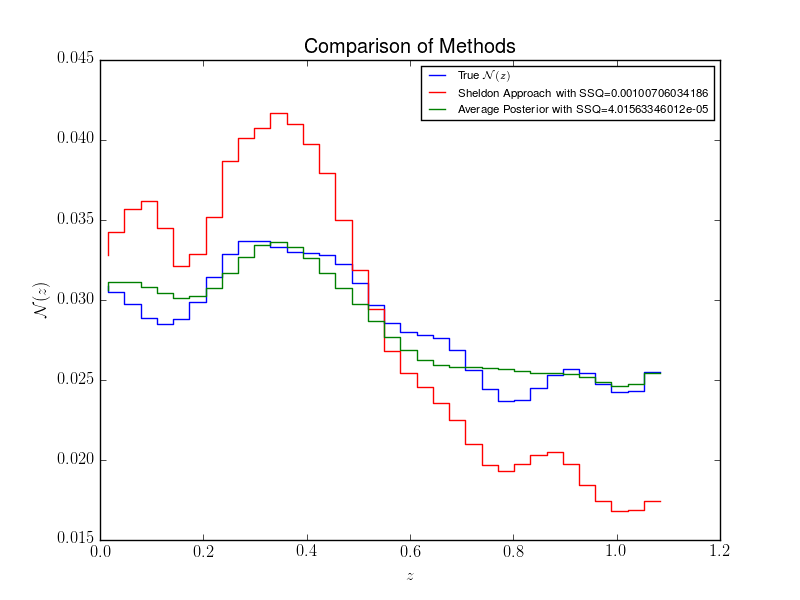 Comparison of Methods
True 𝒩(z)
Sheldon Approach with SSQ=0.00100706034186
Average Posterior with SSQ=4.01563346012e-05
0.045
0.040
0.035
0.030
0.025
0.020
0.015
𝒩(z)
0.0 0.2 0.4 0.6 0.8 1.0 1.2
z